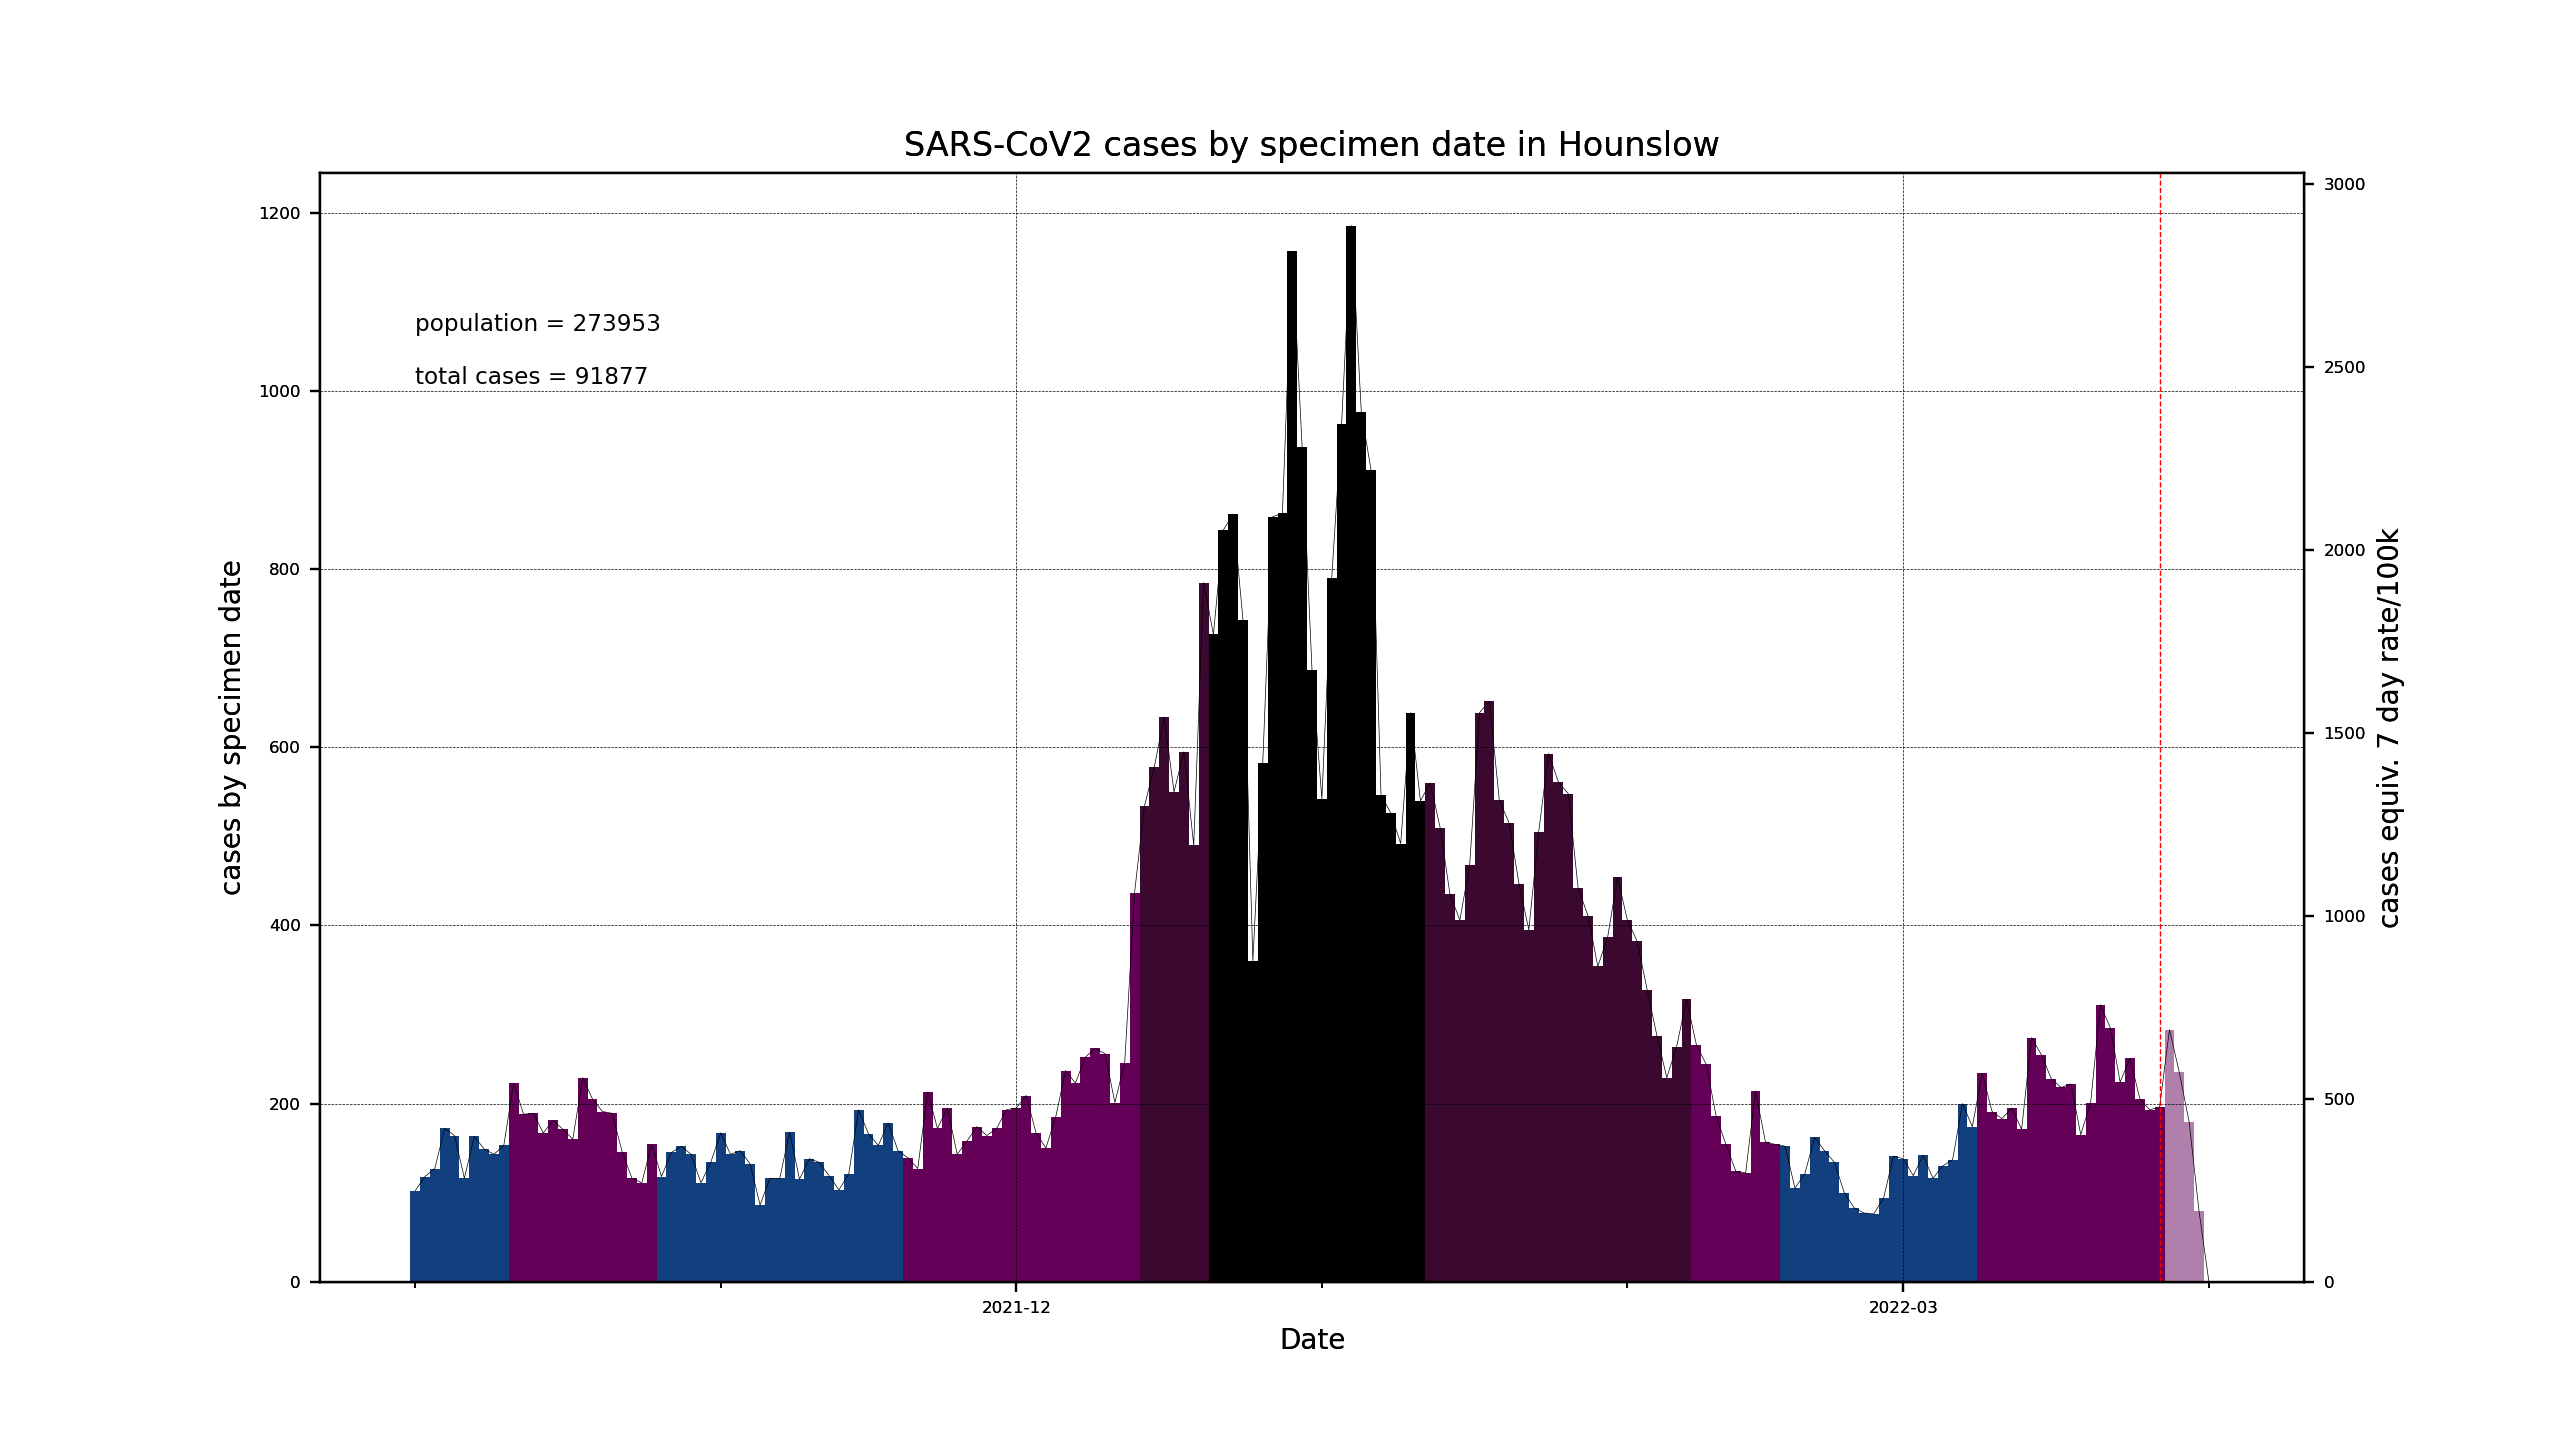 SARS-CoV2 cases by specimen date in Hounslow
population = 273953
total cases = 91877
cases by specimen date
1200
1000
800
600
400
200
0
3000
2500
2000
1500
1000
500
0
cases equiv. 7 day rate/100k
2021-12
2022-03
Date